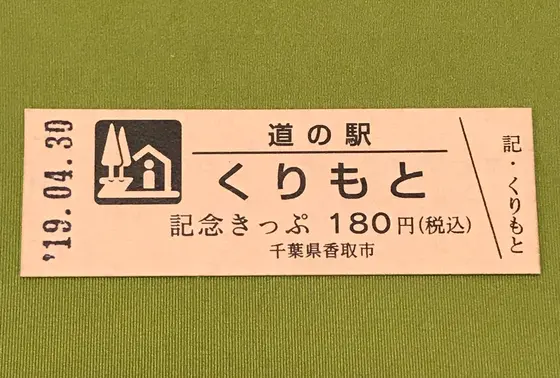 '19.04.30
道の駅
くりもと
記念きっぷ 180円(税込)
千葉県香取市
記・くりもと